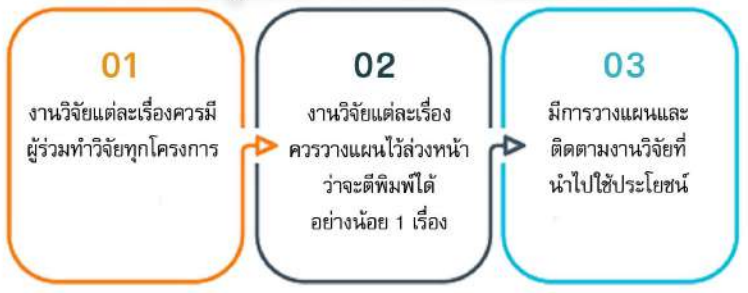 01
งานวิจัยแต่ละเรื่องควรมี
ผู้ร่วมทำวิจัยทุกโครงการ
02
งานวิจัยแต่ละเรื่อง
ควรวางแผนไว้ล่วงหน้า
ว่าจะตีพิมพ์ได้
อย่างน้อย 1 เรื่อง
03
มีการวางแผนและ
ติดตามงานวิจัยที่
นำไปใช้ประโยชน์